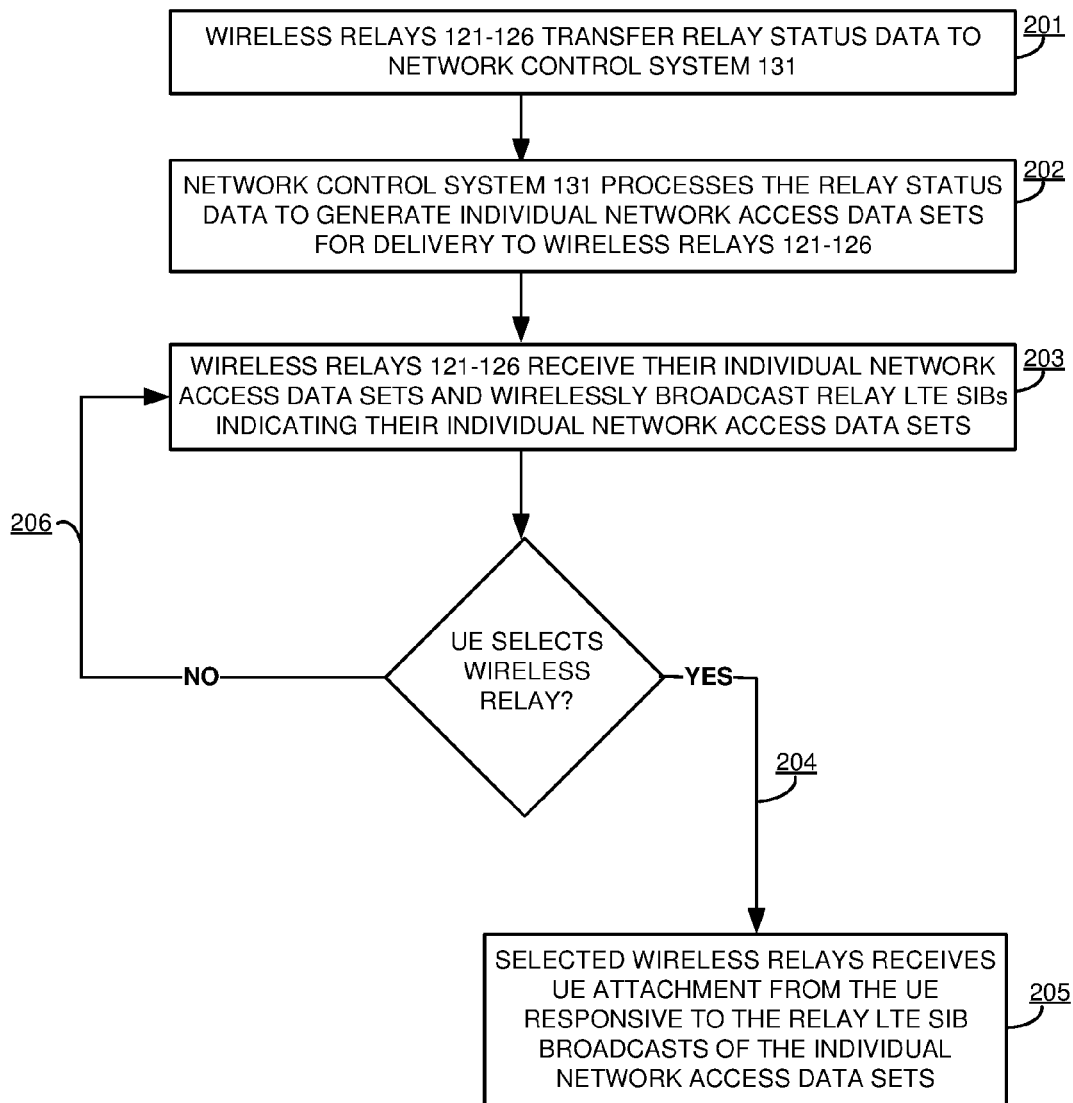 WIRELESS RELAYS 121-126 TRANSFER RELAY STATUS DATA TO
NETWORK CONTROL SYSTEM 131
201
NETWORK CONTROL SYSTEM 131 PROCESSES THE RELAY STATUS
DATA TO GENERATE INDIVIDUAL NETWORK ACCESS DATA SETS
FOR DELIVERY TO WIRELESS RELAYS 121-126
202
WIRELESS RELAYS 121-126 RECEIVE THEIR INDIVIDUAL NETWORK
ACCESS DATA SETS AND WIRELESSLY BROADCAST RELAY LTE SIBs
INDICATING THEIR INDIVIDUAL NETWORK ACCESS DATA SETS
203
206
UE SELECTS
WIRELESS
RELAY?
NO
YES
204
SELECTED WIRELESS RELAYS RECEIVES
UE ATTACHMENT FROM THE UE
RESPONSIVE TO THE RELAY LTE SIB
BROADCASTS OF THE INDIVIDUAL
NETWORK ACCESS DATA SETS
205